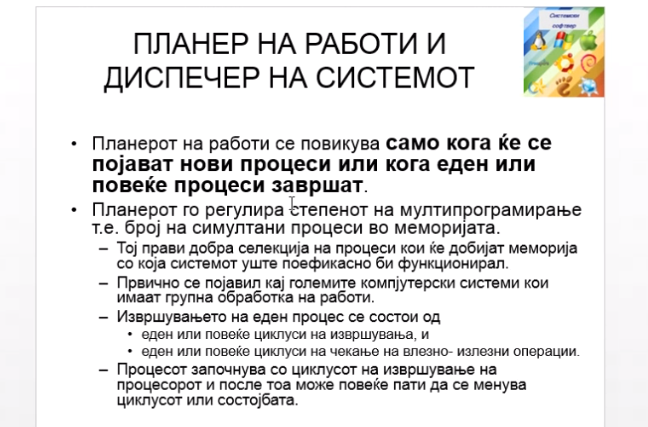 Системски
софтвер
ПЛАНЕР НА РАБОТИ И
ДИСПЕЧЕР НА СИСТЕМОТ
• Планерот на работи се повикува само кога ќе се
појават нови процеси или кога еден или
повеќе процеси завршат.
• Планерот го регулира степенот на мултипрограмирање
т.е. број на симултани процеси во меморијата.
– Тој прави добра селекција на процеси кои ќе добијат меморија
со која системот уште поефикасно би функционирал.
– Првично се појавил кај големите компјутерски системи кои
имаат групна обработка на работи.
– Извршувањето на еден процес се состои од
• еден или повеќе циклуси на извршувања, и
• еден или повеќе циклуси на чекање на влезно- излезни операции.
– Процесот започнува со циклусот на извршување на
процесорот и после тоа може повеќе пати да се менува
циклусот или состојбата.